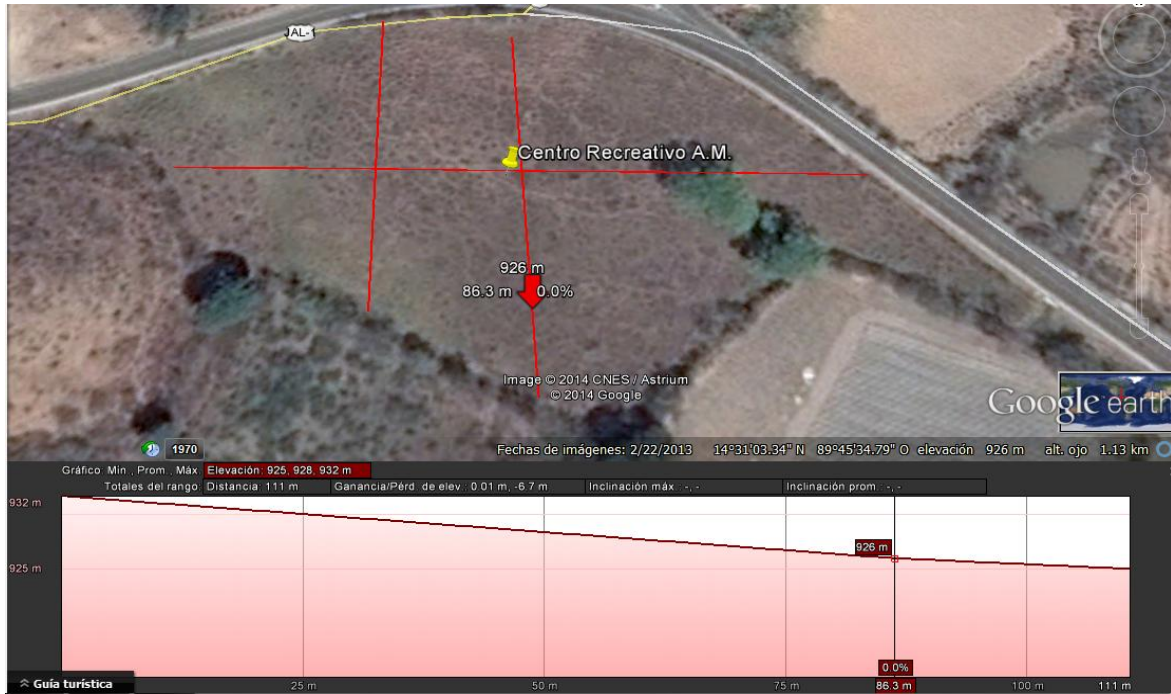 JAL-1
Centro Recreativo A.M.
926 m
86.3 m 0.0%
Image © 2014 CNES / Astrium
© 2014 Google
Google earth
1970
Fechas de imágenes: 2/22/2013 14°31'03.34" N 89°45'34.79" O elevación 926 m alt. ojo 1.13 km
Gráfico: Mín., Prom., Máx. Elevación: 925, 928, 932 m
Totales del rango: Distancia: 111 m Ganancia/Pérd. de elev.: 0.01 m, -6.7 m Inclinación máx.: -,- Inclinación prom.: -,-
932 m
926 m
925 m
0.0%
Guía turística
25 m 50 m 75 m 86.3 m 100 m 111 m